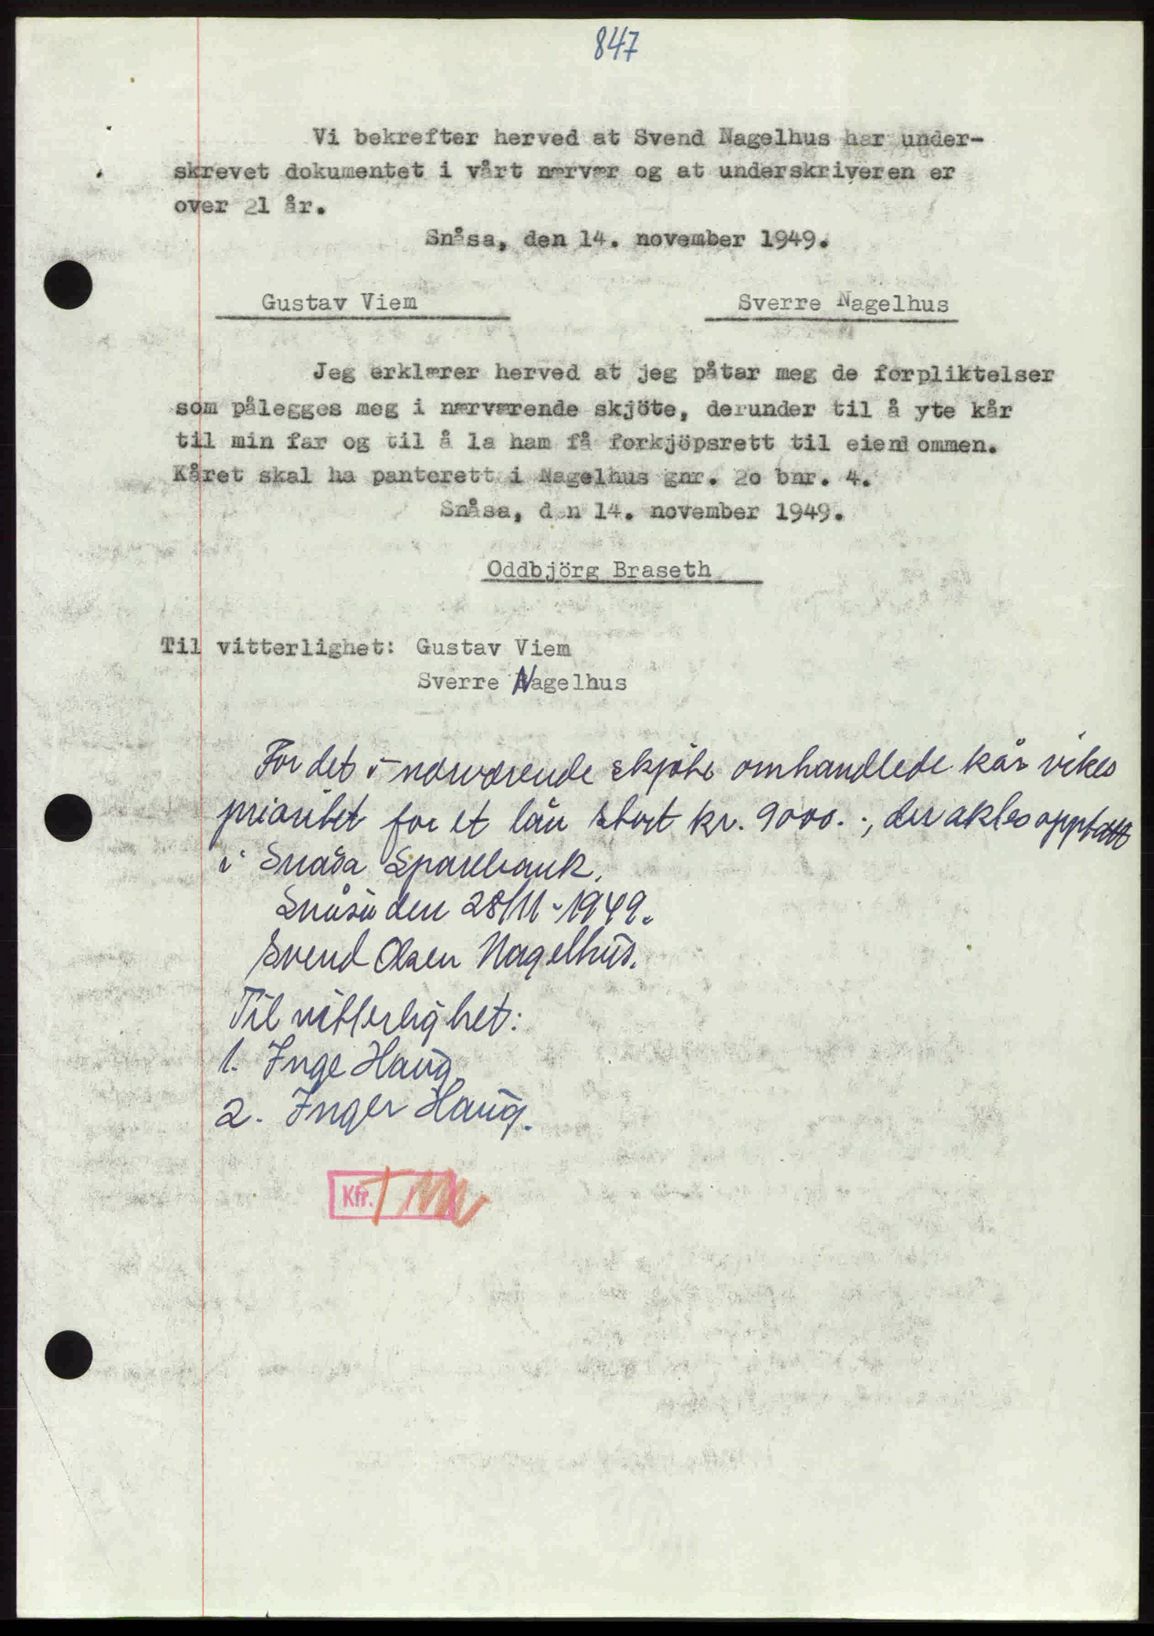 847
Vi bekrefter herved at Svend Nagelhus har under-
skrevet dokumentet i vårt nærvær og at underskriveren er
over 21 år.
Snåsa, den 14. november 1949.
Gustav Viem Sverre Nagelhus
Jeg erklærer herved at jeg påtar meg de forpliktelser
som pålegges meg i nærværende skjöte, derunder til å yte kår
til min far og til å la ham få forkjöpsrett til eiendommen.
Kåret skal ha panterett i Nagelhus gnr. 2o bnr. 4.
Snåsa, den 14. november 1949.
Oddbjörg Braseth
Til vitterlighet: Gustav Viem
Sverre Nagelhus
For det i nærværende skjøte omhandlede kår vikes
prioritet for et lån stort kr. 9000.-, der aktes opptatt
i Snåsa Sparebank.
Snåsa den 28/11-1949.
Svend Olsen Nagelhus.
Til vitterlighet:
1. Inge Haug.
2. Inger Haug.
Kfr.